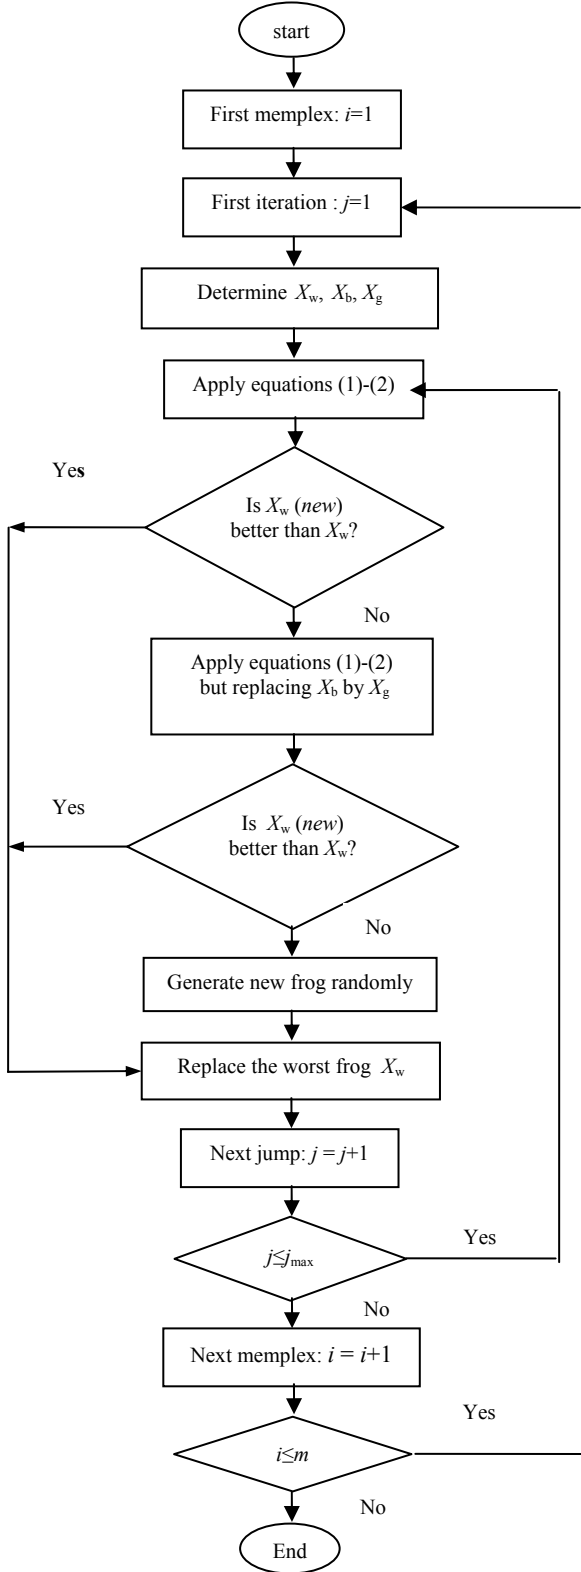 start
First memplex: i=1
First iteration : j=1
Determine Xw, Xb, Xg
Apply equations (1)-(2)
Yes
Is Xw (new)
better than Xw?
No
Apply equations (1)-(2)
but replacing Xb by Xg
Yes
Is Xw (new)
better than Xw?
No
Generate new frog randomly
Replace the worst frog Xw
Next jump: j = j+1
Yes
j≤jmax
No
Next memplex: i = i+1
Yes
i≤m
No
End